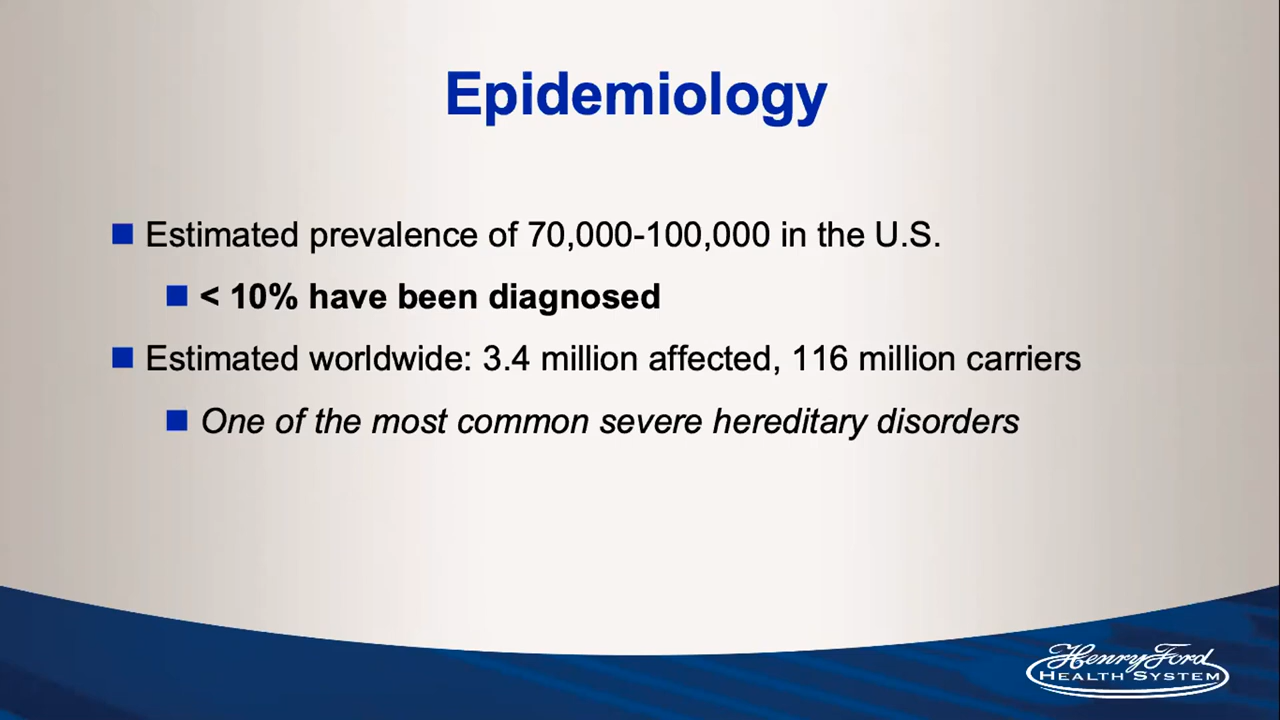 Epidemiology
Estimated prevalence of 70,000-100,000 in the U.S.
< 10% have been diagnosed
Estimated worldwide: 3.4 million affected, 116 million carriers
One of the most common severe hereditary disorders
Henry Ford
HEALTH SYSTEM